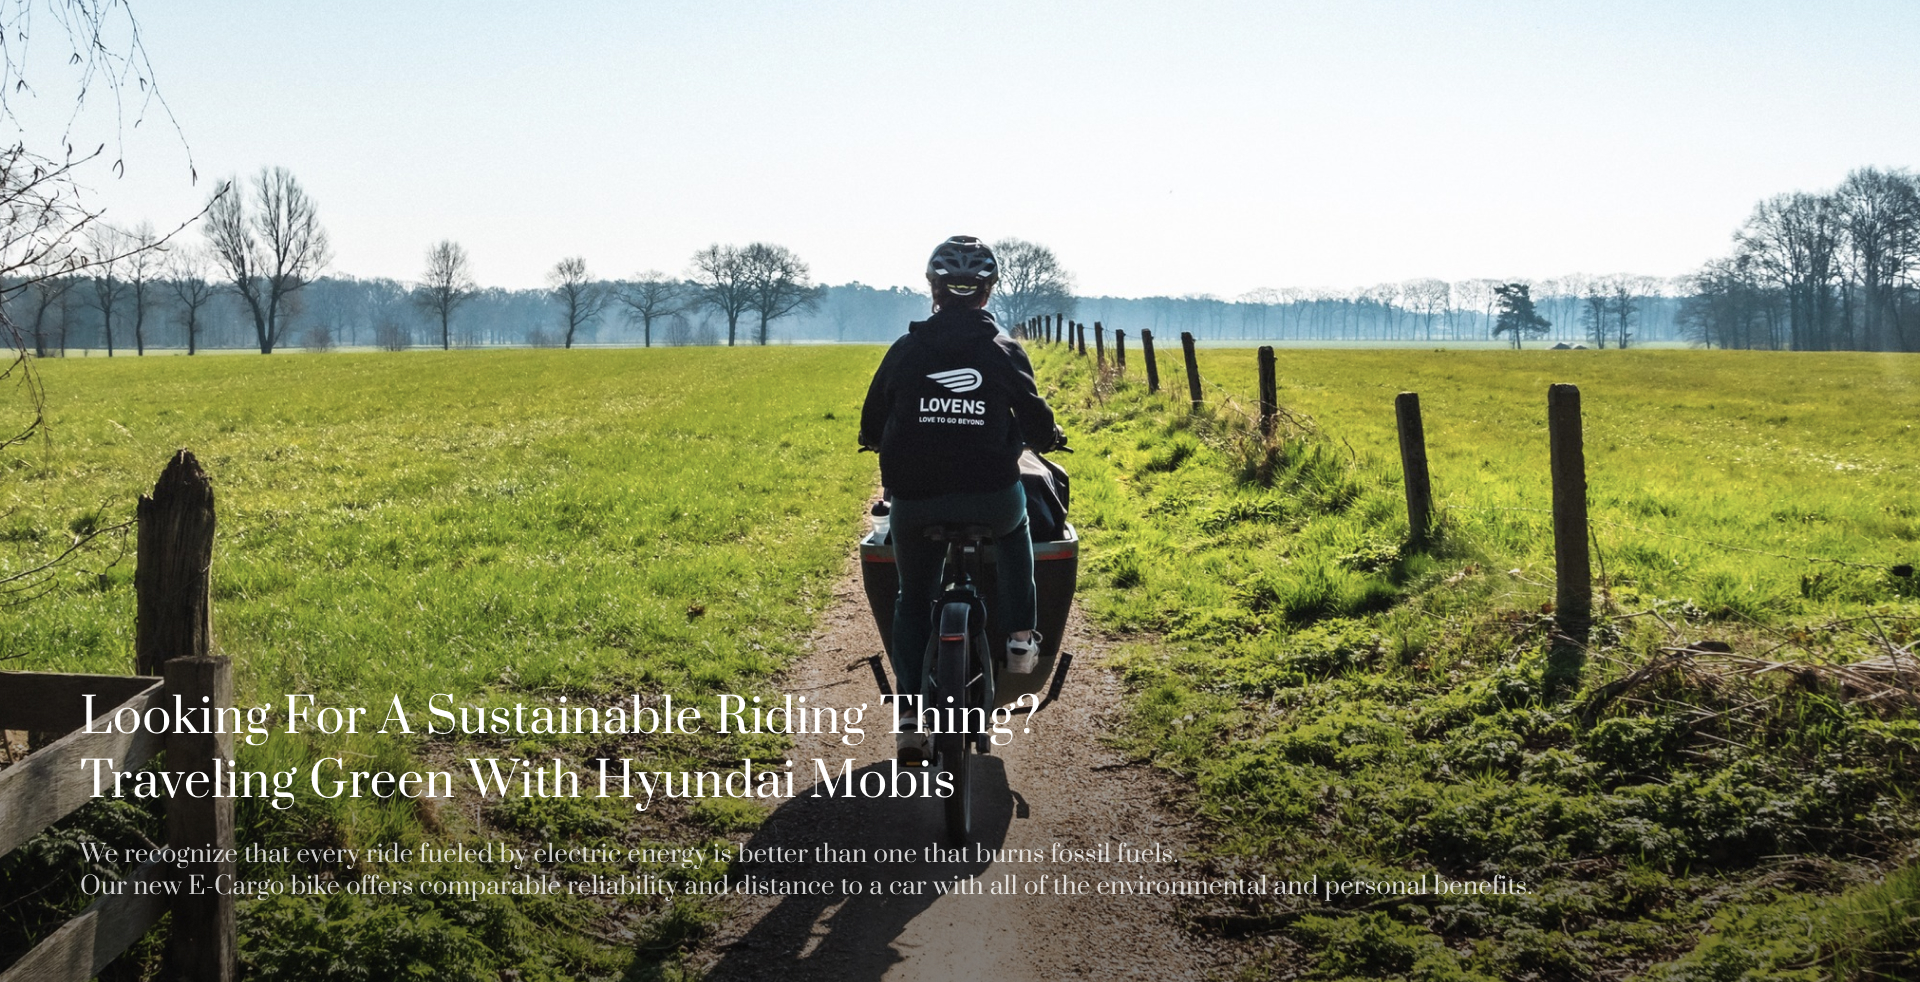 LOVENS
LOVE TO GO BEYOND
Looking For A Sustainable Riding Thing?
Traveling Green With Hyundai Mobis
We recognize that every ride fueled by electric energy is better than one that burns fossil fuels.
Our new E-Cargo bike offers comparable reliability and distance to a car with all of the environmental and personal benefits.